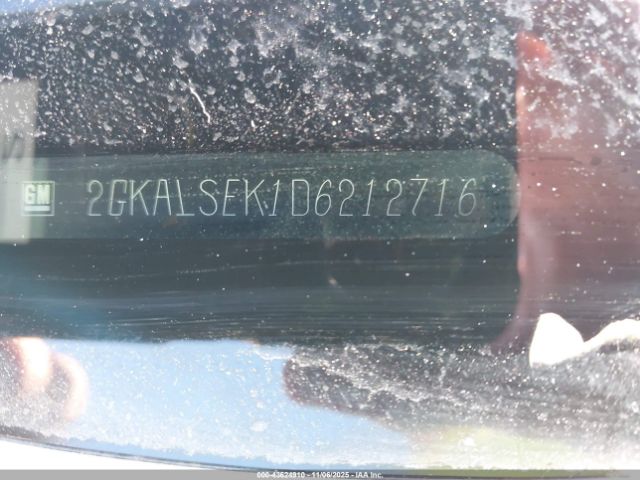 GM 2GKALSEK1D6212716
000-43624910 - 11/06/2025 - IAA Inc.